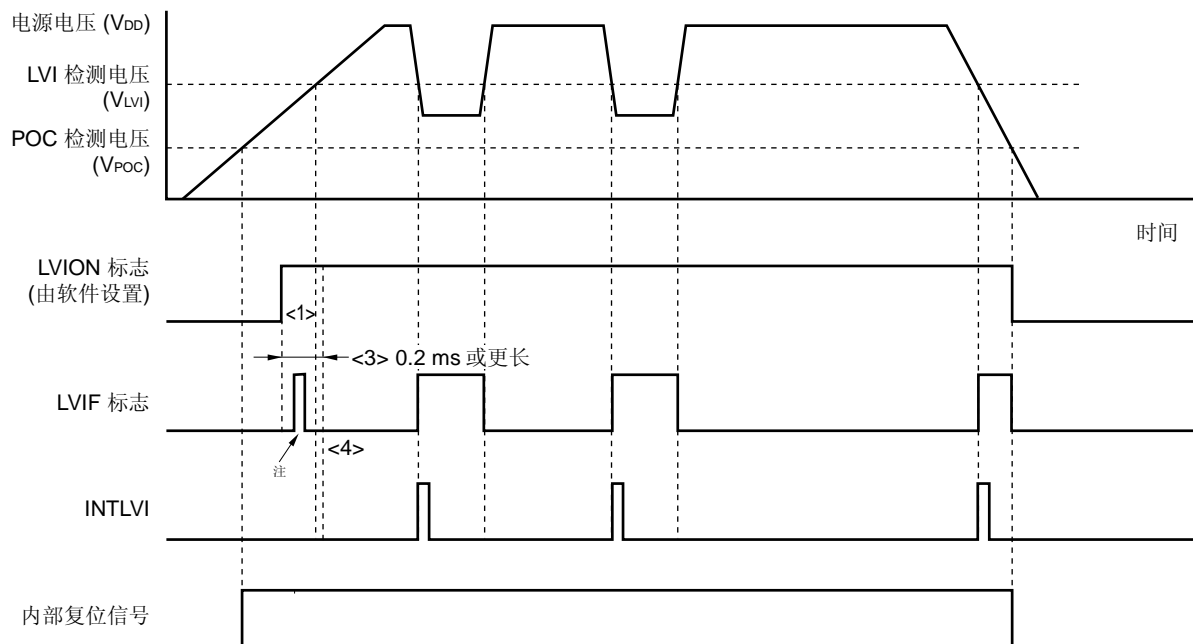 电源电压 (VDD)
LVI 检测电压
(VLVI)
POC 检测电压
(VPOC)
时间
LVION 标志
(由软件设置)
<1>
<3> 0.2 ms 或更长
LVIF 标志
<4>
注
INTLVI
内部复位信号